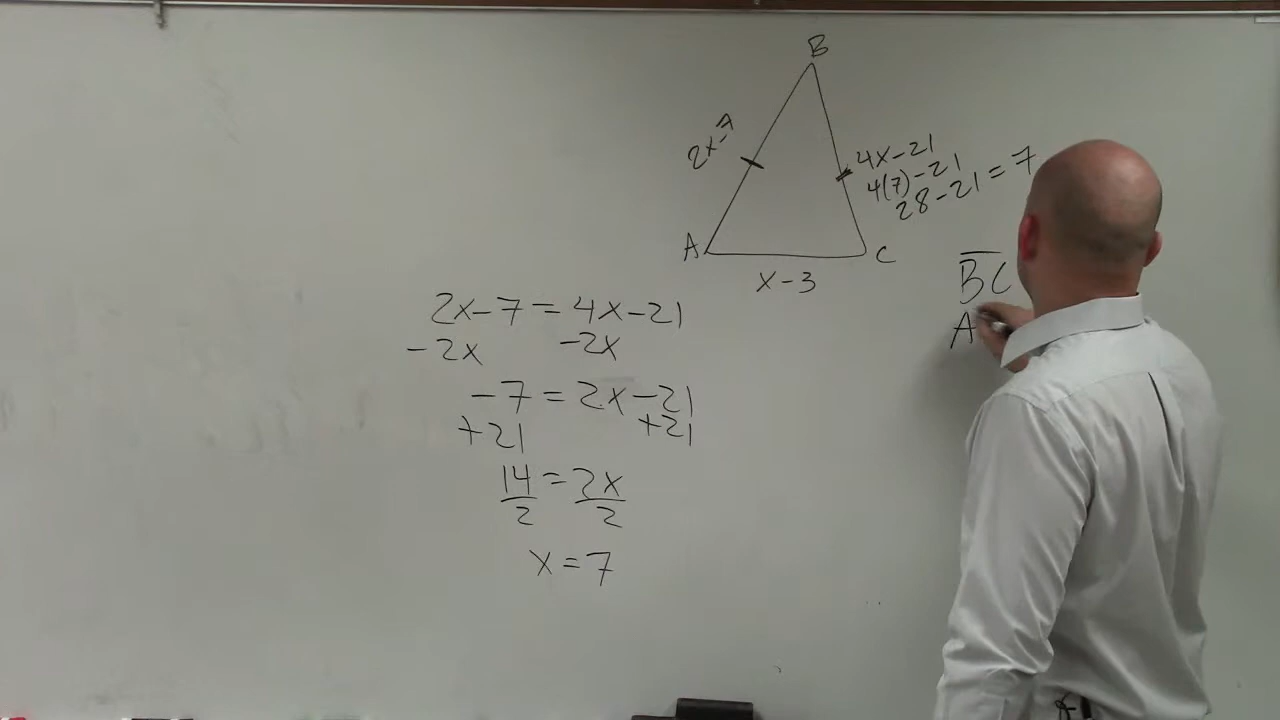 B
2x-7
4x-21
4(7)-21
28-21=7
A
C
x-3
BC
A
2x-7=4x-21
-2x -2x
-7=2x-21
+21 +21
14=2x
2 2
x=7